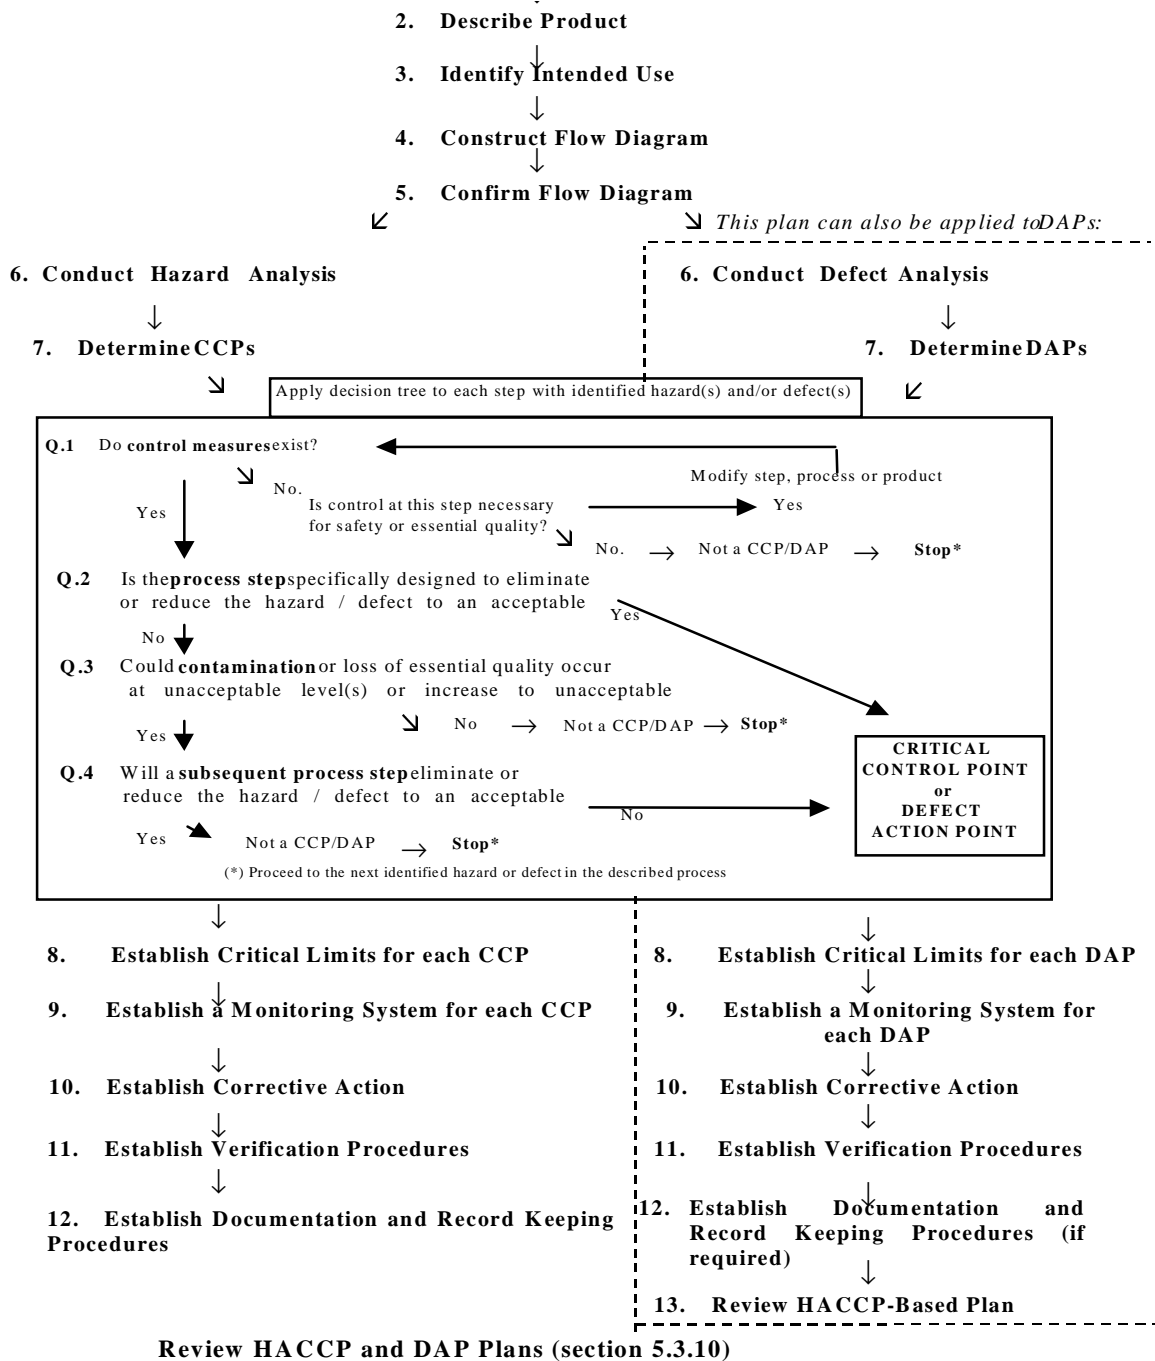 2. Describe Product
3. Identify Intended Use
4. Construct Flow Diagram
5. Confirm Flow Diagram
This plan can also be applied toDAPs:
6. Conduct Hazard Analysis
6. Conduct Defect Analysis
7. Determine CCPs
7. Determine DAPs
Apply decision tree to each step with identified hazard(s) and/or defect(s)
Q.1 Do control measures exist?
Modify step, process or product
No.
Is control at this step necessary
for safety or essential quality?
Yes
Yes
No. → Not a CCP/DAP → Stop*
Q.2 Is the process step specifically designed to eliminate
or reduce the hazard / defect to an acceptable
Yes
No
Q.3 Could contamination or loss of essential quality occur
at unacceptable level(s) or increase to unacceptable
No → Not a CCP/DAP → Stop*
Yes
Q.4 Will a subsequent process step eliminate or
reduce the hazard / defect to an acceptable
No
CRITICAL
CONTROL POINT
or
DEFECT
ACTION POINT
Yes
Not a CCP/DAP → Stop*
(*) Proceed to the next identified hazard or defect in the described process
8. Establish Critical Limits for each CCP
9. Establish a Monitoring System for each CCP
10. Establish Corrective Action
11. Establish Verification Procedures
12. Establish Documentation and Record Keeping
Procedures
8. Establish Critical Limits for each DAP
9. Establish a Monitoring System for
each DAP
10. Establish Corrective Action
11. Establish Verification Procedures
12. Establish Documentation and
Record Keeping Procedures (if
required)
13. Review HACCP-Based Plan
Review HACCP and DAP Plans (section 5.3.10)